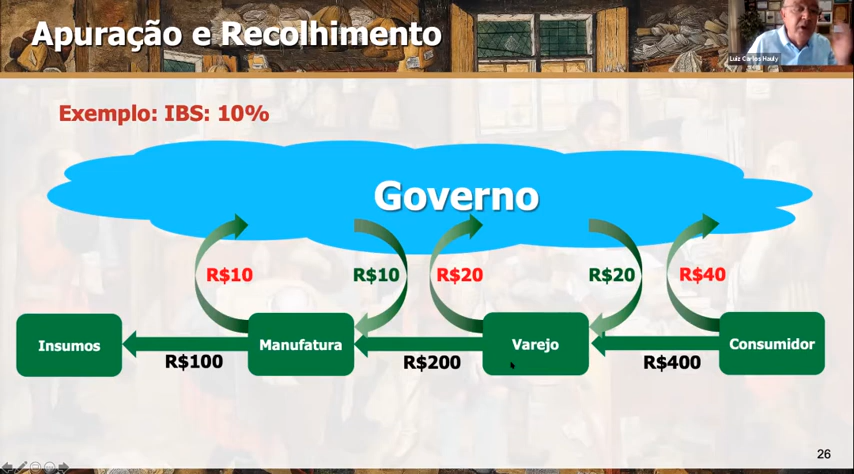 Apuração e Recolhimento
Luiz Carlos Hauly
Exemplo: IBS: 10%
Governo
R$10
R$10
R$20
R$20
R$40
Insumos
Manufatura
Varejo
Consumidor
R$100
R$200
R$400
26